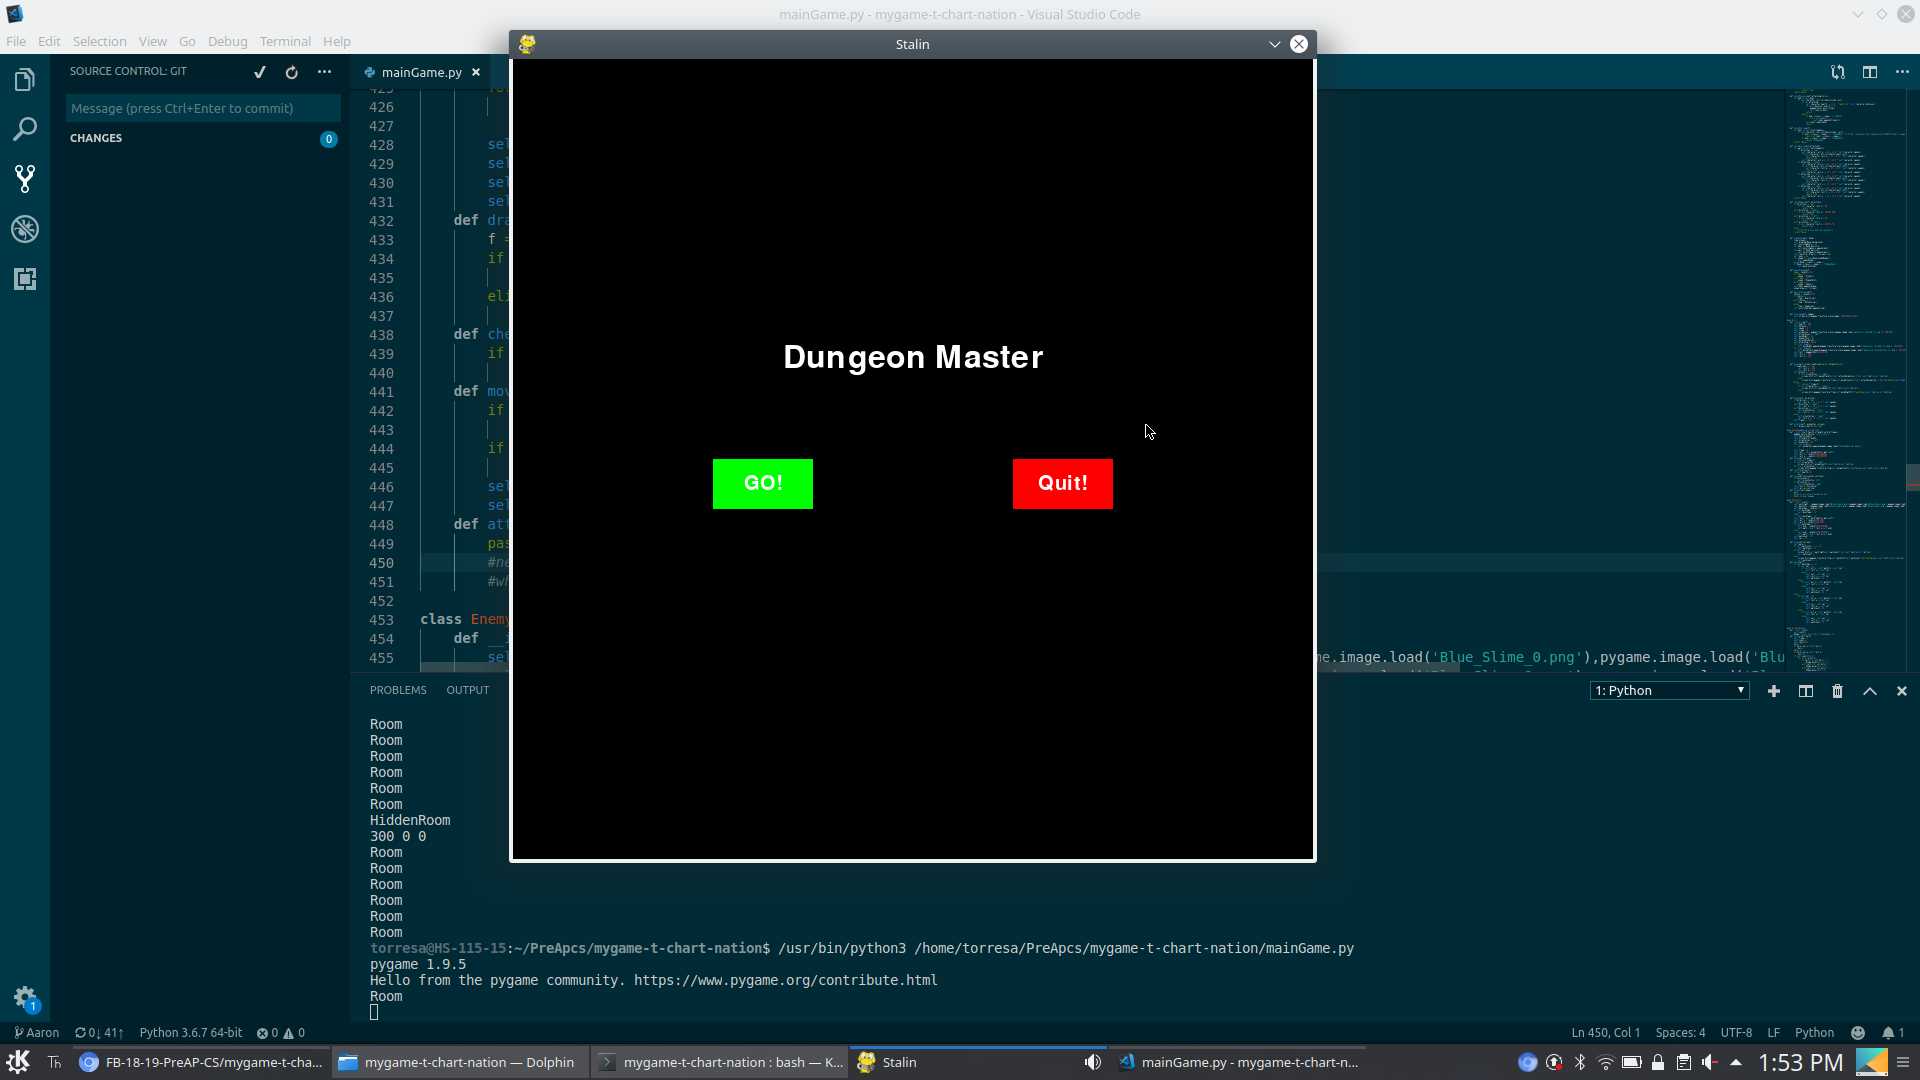 mainGame.py - mygame-t-chart-nation - Visual Studio Code
File Edit Selection View Go Debug Terminal Help
Stalin
SOURCE CONTROL: GIT
mainGame.py
Message (press Ctrl+Enter to commit)
CHANGES
0
426
427
428 sel
429 sel
430 sel
431 sel
432 def dra
433 f =
434 if
435
436 eli
437
438 def che
439 if
440
441 def mov
442 if
443
444 if
445
446 sel
447 sel
448 def att
449 pas
450 #ne
451 #wh
452
453 class Enemy
454 def
455 sel me.image.load('Blue_Slime_0.png'),pygame.image.load('Blu
Dungeon Master
GO!
Quit!
PROBLEMS OUTPUT
1: Python
Room
Room
Room
Room
Room
Room
HiddenRoom
300 0 0
Room
Room
Room
Room
Room
Room
torresa@HS-115-15:~/PreApcs/mygame-t-chart-nation$ /usr/bin/python3 /home/torresa/PreApcs/mygame-t-chart-nation/mainGame.py
pygame 1.9.5
Hello from the pygame community. https://www.pygame.org/contribute.html
Room
1
Aaron 0↓ 41↑ Python 3.6.7 64-bit 0 0
Ln 450, Col 1 Spaces: 4 UTF-8 LF Python 1
FB-18-19-PreAP-CS/mygame-t-cha...
mygame-t-chart-nation — Dolphin
mygame-t-chart-nation : bash — K...
Stalin
mainGame.py - mygame-t-chart-n...
1:53 PM